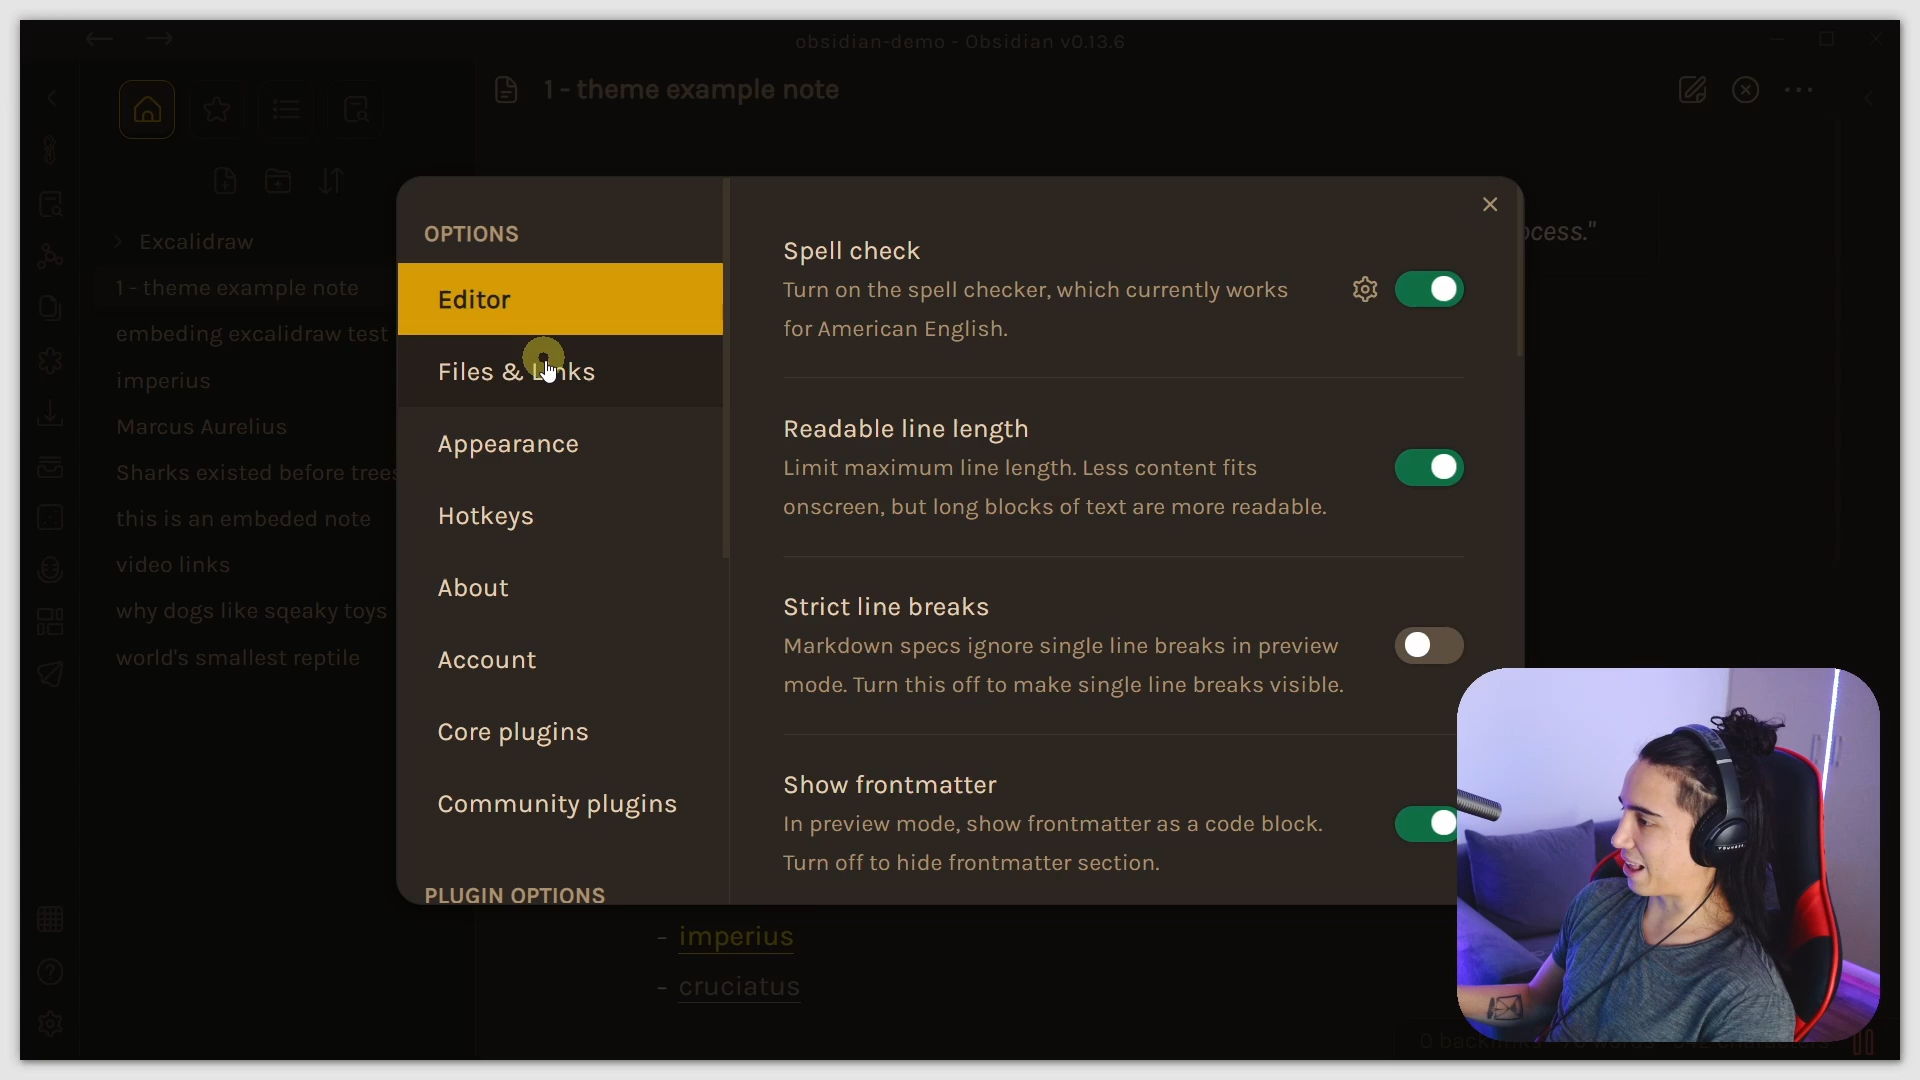 obsidian-demo - Obsidian v0.13.6
1 - theme example note
Excalidraw
1 - theme example note
embeding excalidraw test
imperius
Marcus Aurelius
Sharks existed before trees
this is an embeded note
video links
why dogs like sqeaky toys
world's smallest reptile
OPTIONS
Editor
Files & Links
Appearance
Hotkeys
About
Account
Core plugins
Community plugins
PLUGIN OPTIONS
Spell check
Turn on the spell checker, which currently works
for American English.
Readable line length
Limit maximum line length. Less content fits
onscreen, but long blocks of text are more readable.
Strict line breaks
Markdown specs ignore single line breaks in preview
mode. Turn this off to make single line breaks visible.
Show frontmatter
In preview mode, show frontmatter as a code block.
Turn off to hide frontmatter section.
ocess."
- imperius
- cruciatus
0 backlinks